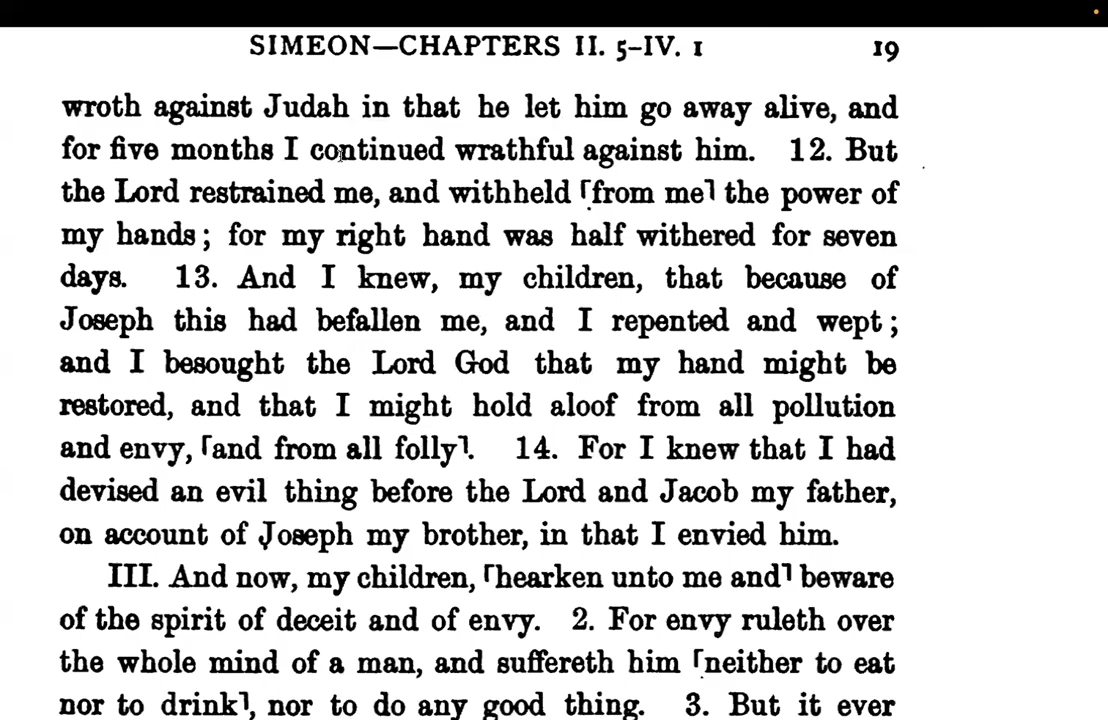 SIMEON—CHAPTERS II. 5–IV. 1 19
wroth against Judah in that he let him go away alive, and
for five months I continued wrathful against him. 12. But
the Lord restrained me, and withheld ⌜from me⌝ the power of
my hands; for my right hand was half withered for seven
days. 13. And I knew, my children, that because of
Joseph this had befallen me, and I repented and wept;
and I besought the Lord God that my hand might be
restored, and that I might hold aloof from all pollution
and envy, ⌜and from all folly⌝. 14. For I knew that I had
devised an evil thing before the Lord and Jacob my father,
on account of Joseph my brother, in that I envied him.
III. And now, my children, ⌜hearken unto me and⌝ beware
of the spirit of deceit and of envy. 2. For envy ruleth over
the whole mind of a man, and suffereth him ⌜neither to eat
nor to drink⌝, nor to do any good thing. 3. But it ever